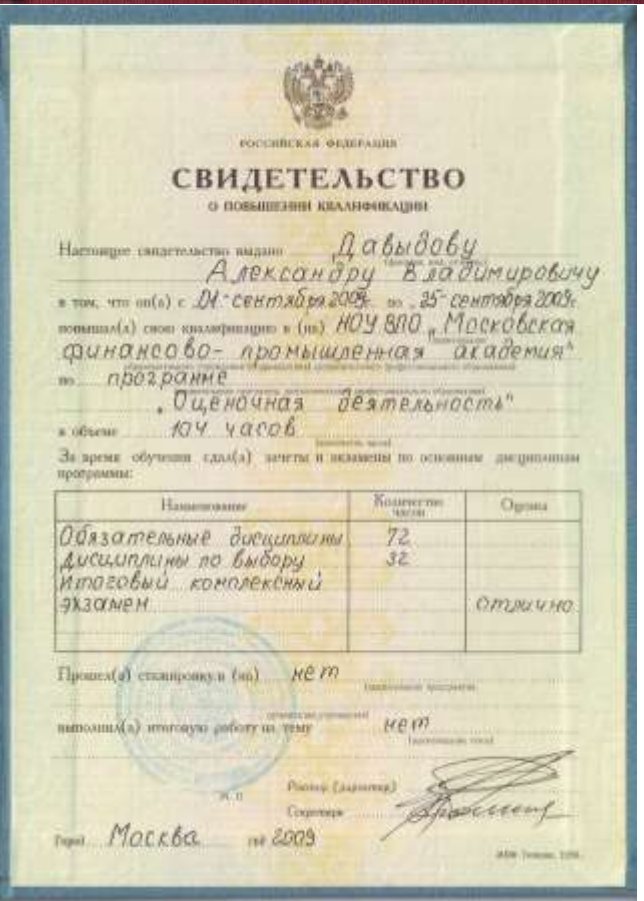 РОССИЙСКАЯ ФЕДЕРАЦИЯ
СВИДЕТЕЛЬСТВО
О ПОВЫШЕНИИ КВАЛИФИКАЦИИ
Настоящее свидетельство выдано Давыдову
Александру Владимировичу
в том, что он(а) с „01“ сентября 2009г. по „25“ сентября 2009г.
повышал(а) свою квалификацию в (на) НОУ ВПО „Московская
финансово-промышленная академия“
по программе
„Оценочная деятельность“
в объеме 104 часов
За время обучения сдал(а) зачеты и экзамены по основным дисциплинам
программы:
Наименование Количество часов Оценка
Обязательные дисциплины 72
Дисциплины по выбору 32
Итоговый комплексный
экзамен отлично
Прошел(а) стажировку в (на) нет
выполнил(а) итоговую работу на тему нет
М. П.
Ректор (директор)
Секретарь
Город Москва год 2009